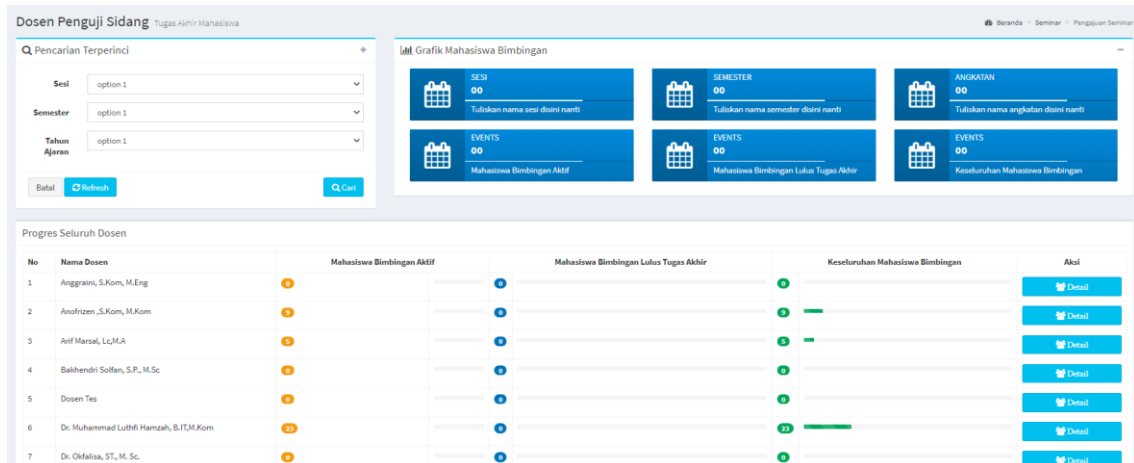 Dosen Penguji Sidang Tugas Akhir Mahasiswa
Beranda > Seminar > Pengajuan Seminar
Pencarian Terperinci +
Sesi option 1
Semester option 1
Tahun Ajaran option 1
Batal Refresh Cari
Grafik Mahasiswa Bimbingan −
SESI
00
Tuliskan nama sesi disini nanti
SEMESTER
00
Tuliskan nama semester disini nanti
ANGKATAN
00
Tuliskan nama angkatan disini nanti
EVENTS
00
Mahasiswa Bimbingan Aktif
EVENTS
00
Mahasiswa Bimbingan Lulus Tugas Akhir
EVENTS
00
Keseluruhan Mahasiswa Bimbingan
Progres Seluruh Dosen
No Nama Dosen Mahasiswa Bimbingan Aktif Mahasiswa Bimbingan Lulus Tugas Akhir Keseluruhan Mahasiswa Bimbingan Aksi
1 Anggraini, S.Kom, M.Eng 0 0 0 Detail
2 Anofrizen ,S.Kom, M.Kom 9 0 9 Detail
3 Arif Marsal, Lc,M.A 5 0 5 Detail
4 Bakhendri Solfan, S.P., M.Sc 0 0 0 Detail
5 Dosen Tes 0 0 0 Detail
6 Dr. Muhammad Luthfi Hamzah, B.IT,M.Kom 23 0 23 Detail
7 Dr. Okfalisa, ST., M. Sc. 0 0 0 Detail